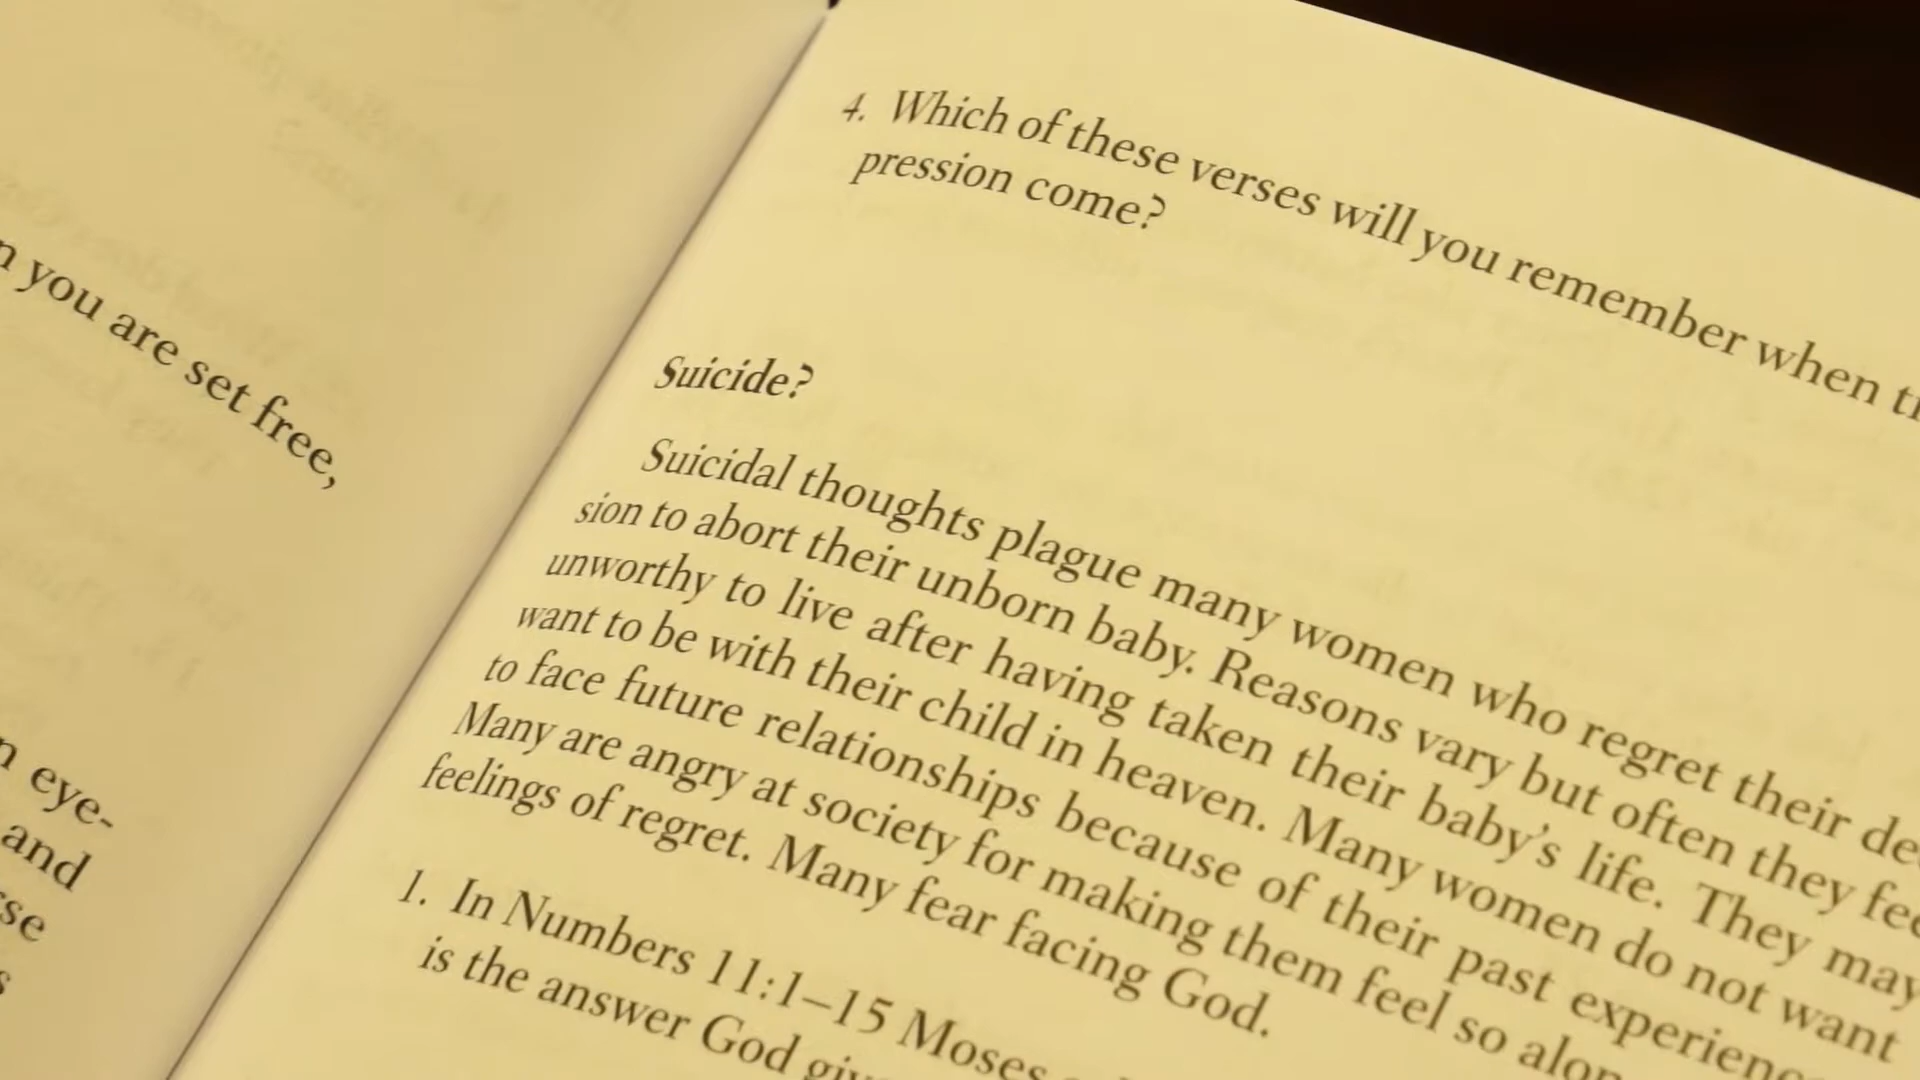 n you are set free,
n eye-
and
se
s
4. Which of these verses will you remember when
pression come?
Suicide?
Suicidal thoughts plague many women who regret their de
sion to abort their unborn baby. Reasons vary but often they fee
unworthy to live after having taken their baby's life. They may
want to be with their child in heaven. Many women do not want
to face future relationships because of their past experienc
Many are angry at society for making them feel so alon
feelings of regret. Many fear facing God.
1. In Numbers 11:1–15 Moses
is the answer God giv